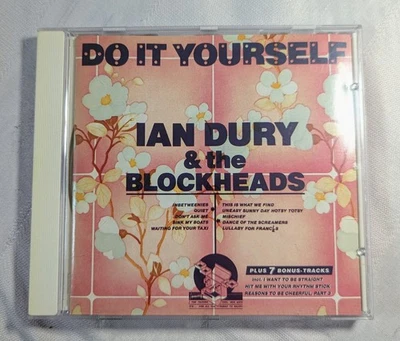 DO IT YOURSELF
IAN DURY
& the
BLOCKHEADS
INBETWEENIES
QUIET
DON'T ASK ME
SINK MY BOATS
WAITING FOR YOUR TAXI
THIS IS WHAT WE FIND
UNEASY SUNNY DAY HOTSY TOTSY
MISCHIEF
DANCE OF THE SCREAMERS
LULLABY FOR FRANCIS
PLUS 7 BONUS-TRACKS
incl. I WANT TO BE STRAIGHT
HIT ME WITH YOUR RHYTHM STICK
REASONS TO BE CHEERFUL, PART 3